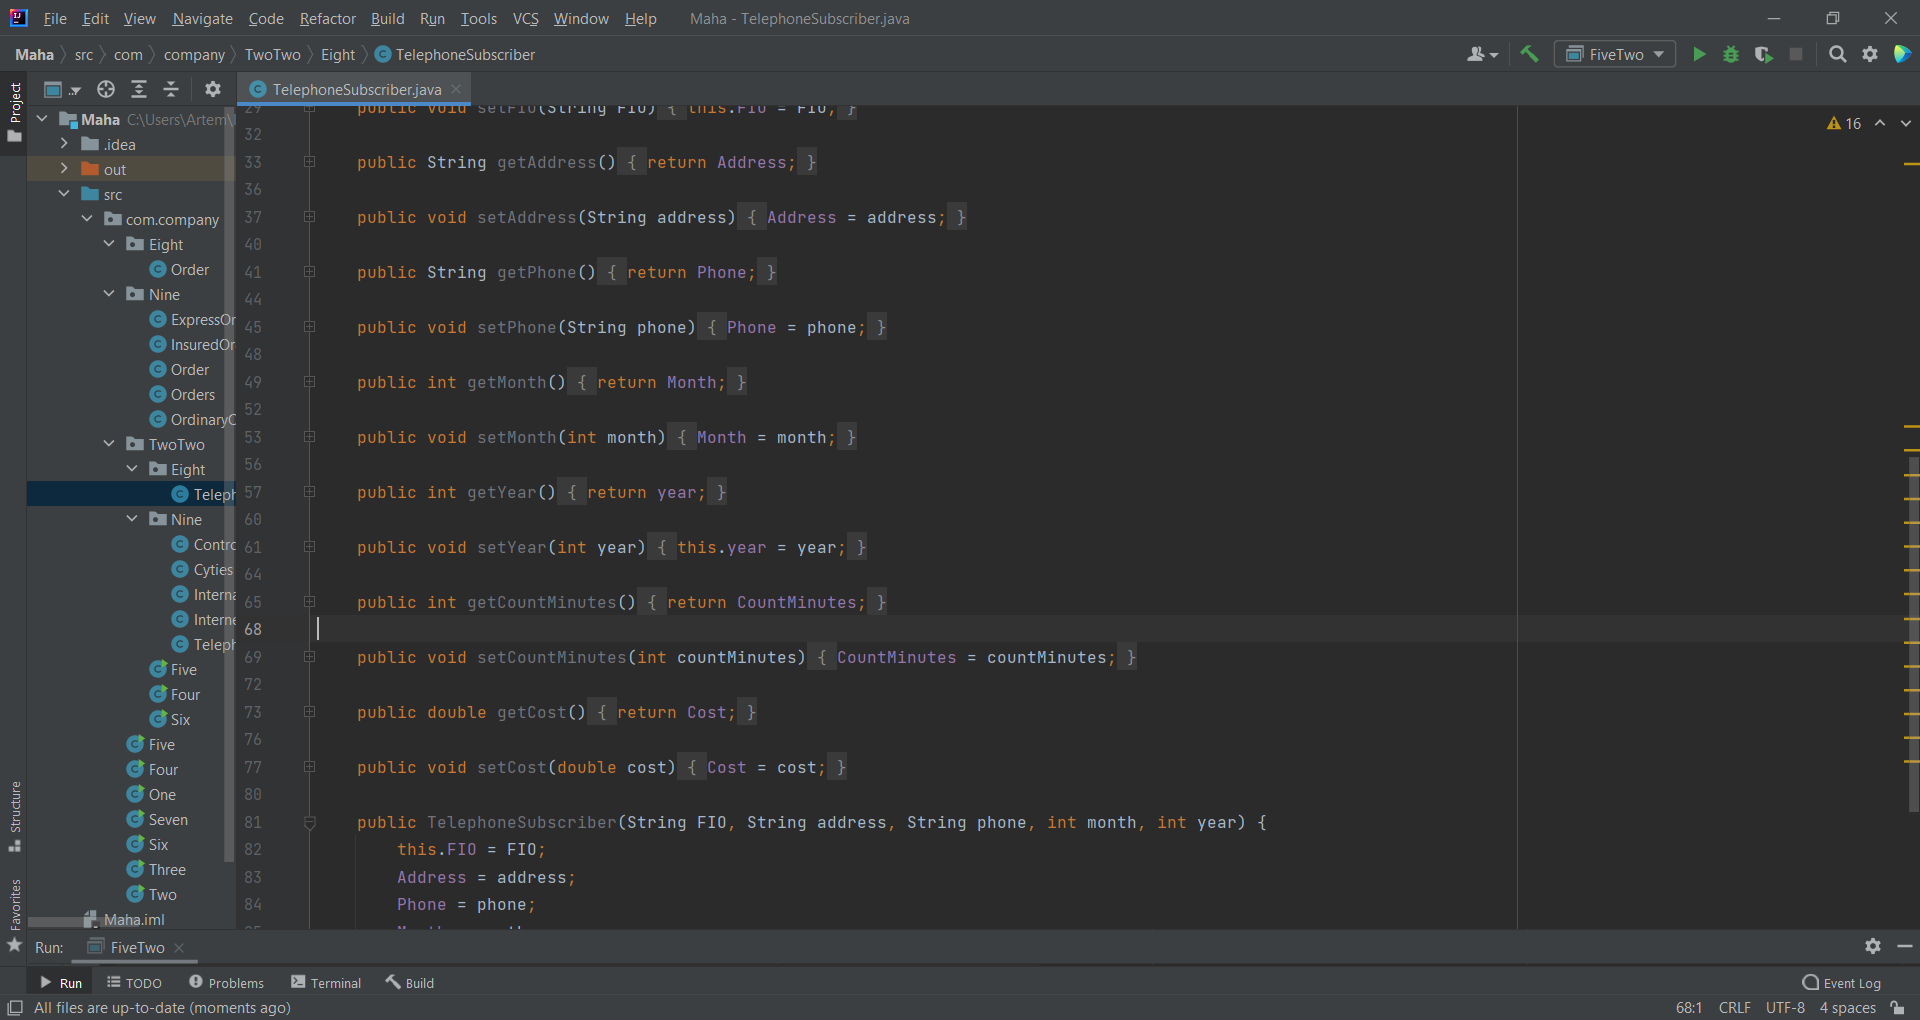 File Edit View Navigate Code Refactor Build Run Tools VCS Window Help Maha - TelephoneSubscriber.java
Maha src com company TwoTwo Eight TelephoneSubscriber FiveTwo
Project
TelephoneSubscriber.java
Maha C:\Users\Artem\
.idea
out
src
com.company
Eight
Order
Nine
ExpressOr
InsuredOr
Order
Orders
OrdinaryC
TwoTwo
Eight
Teleph
Nine
Contro
Cyties
Interna
Interne
Teleph
Five
Four
Six
Five
Four
One
Seven
Six
Three
Two
Maha.iml
Structure
Favorites
16
29 public void setFIO(String FIO) { this.FIO = FIO; }
32
33 public String getAddress() { return Address; }
36
37 public void setAddress(String address) { Address = address; }
40
41 public String getPhone() { return Phone; }
44
45 public void setPhone(String phone) { Phone = phone; }
48
49 public int getMonth() { return Month; }
52
53 public void setMonth(int month) { Month = month; }
56
57 public int getYear() { return year; }
60
61 public void setYear(int year) { this.year = year; }
64
65 public int getCountMinutes() { return CountMinutes; }
68
69 public void setCountMinutes(int countMinutes) { CountMinutes = countMinutes; }
72
73 public double getCost() { return Cost; }
76
77 public void setCost(double cost) { Cost = cost; }
80
81 public TelephoneSubscriber(String FIO, String address, String phone, int month, int year) {
82 this.FIO = FIO;
83 Address = address;
84 Phone = phone;
Run: FiveTwo
Run TODO Problems Terminal Build Event Log
All files are up-to-date (moments ago) 68:1 CRLF UTF-8 4 spaces